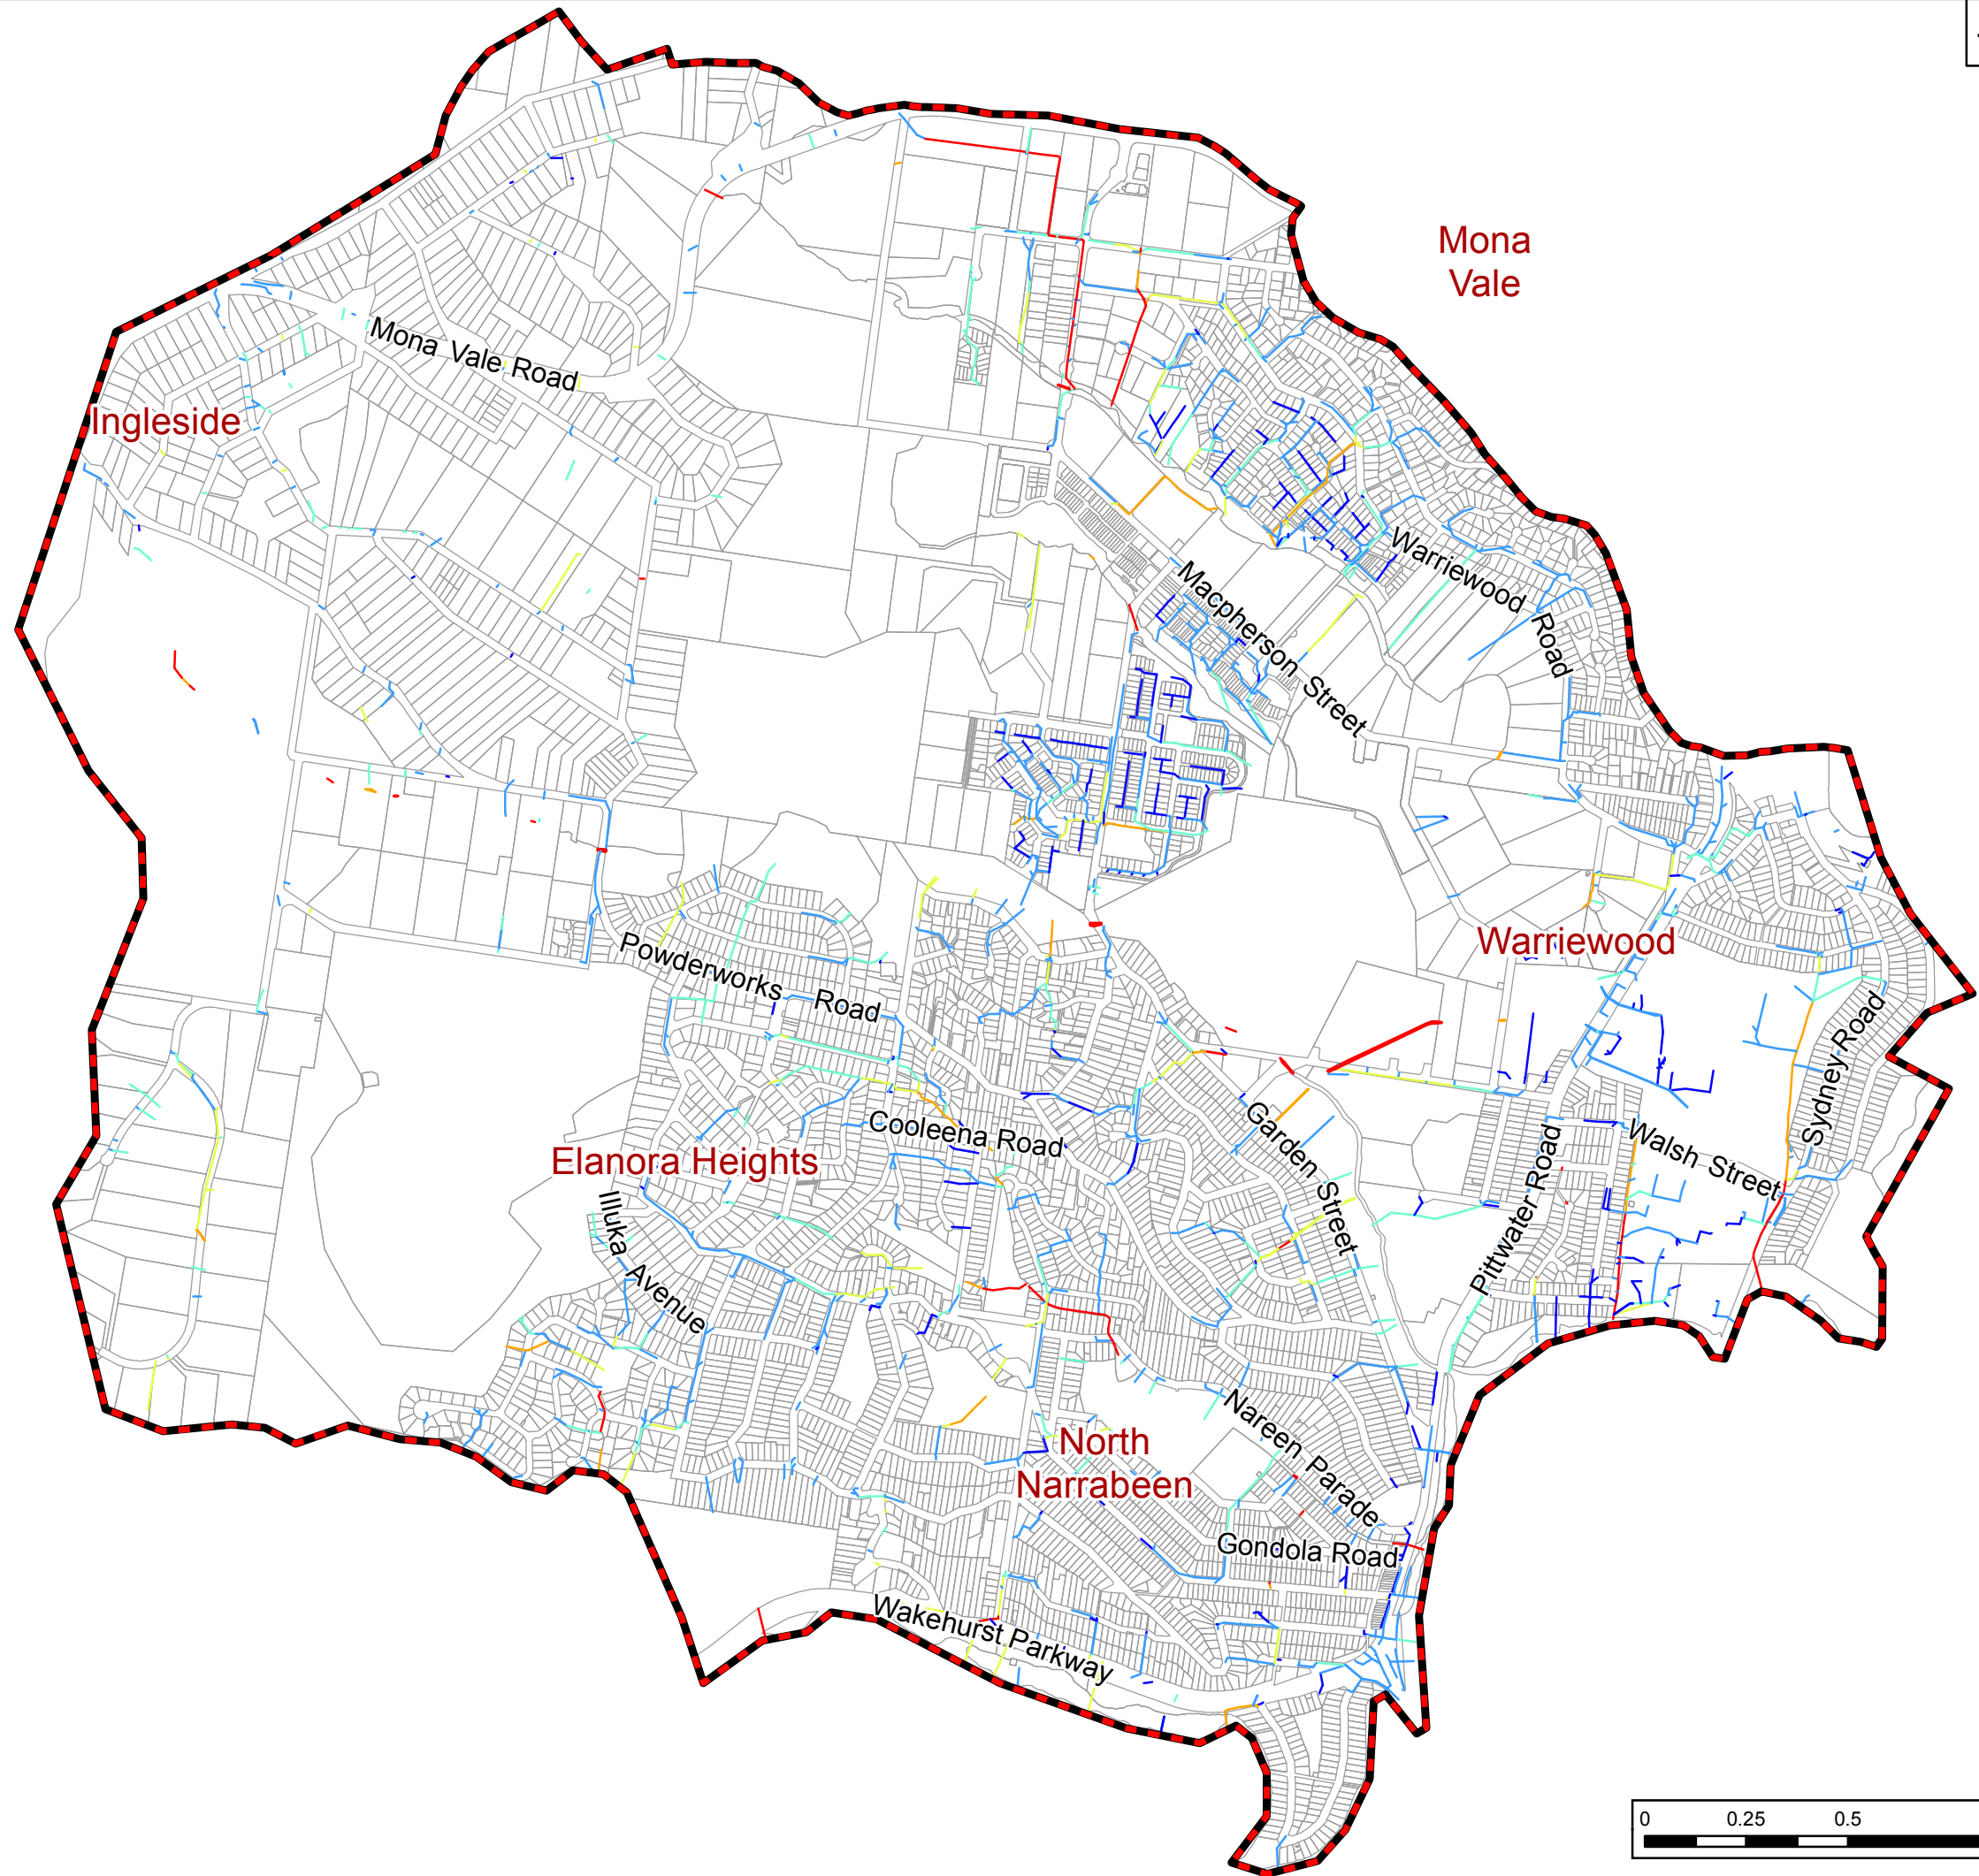 Mona
Vale
Mona Vale Road
Ingleside
Warriewood Road
Macpherson Street
Warriewood
Powderworks Road
Sydney Road
Cooleena Road
Garden Street
Walsh Street
Elanora Heights
Pittwater Road
Illuka Avenue
Nareen Parade
North
Narrabeen
Gondola Road
Wakehurst Parkway
0 0.25 0.5